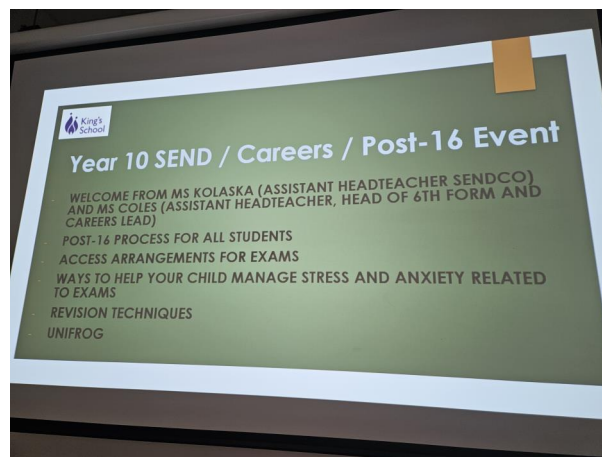 King's
School
Year 10 SEND / Careers / Post-16 Event
WELCOME FROM MS KOLASKA (ASSISTANT HEADTEACHER SENDCO)
AND MS COLES (ASSISTANT HEADTEACHER, HEAD OF 6TH FORM AND
CAREERS LEAD)
POST-16 PROCESS FOR ALL STUDENTS
ACCESS ARRANGEMENTS FOR EXAMS
WAYS TO HELP YOUR CHILD MANAGE STRESS AND ANXIETY RELATED
TO EXAMS
REVISION TECHNIQUES
UNIFROG